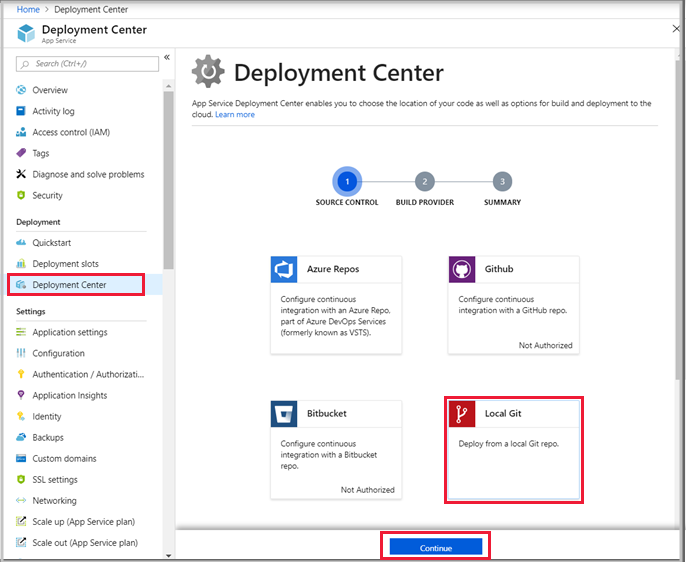 Home > Deployment Center
Deployment Center
App Service
Search (Ctrl+/)
«
Overview
Activity log
Access control (IAM)
Tags
Diagnose and solve problems
Security
Deployment
Quickstart
Deployment slots
Deployment Center
Settings
Application settings
Configuration
Authentication / Authorizati...
Application Insights
Identity
Backups
Custom domains
SSL settings
Networking
Scale up (App Service plan)
Scale out (App Service plan)
Deployment Center
App Service Deployment Center enables you to choose the location of your code as well as options for build and deployment to the
cloud. Learn more
1 2 3
SOURCE CONTROL BUILD PROVIDER SUMMARY
Azure Repos
Configure continuous
integration with an Azure Repo,
part of Azure DevOps Services
(formerly known as VSTS).
Github
Configure continuous
integration with a GitHub repo.
Not Authorized
Bitbucket
Configure continuous
integration with a Bitbucket
repo.
Not Authorized
Local Git
Deploy from a local Git repo.
Continue